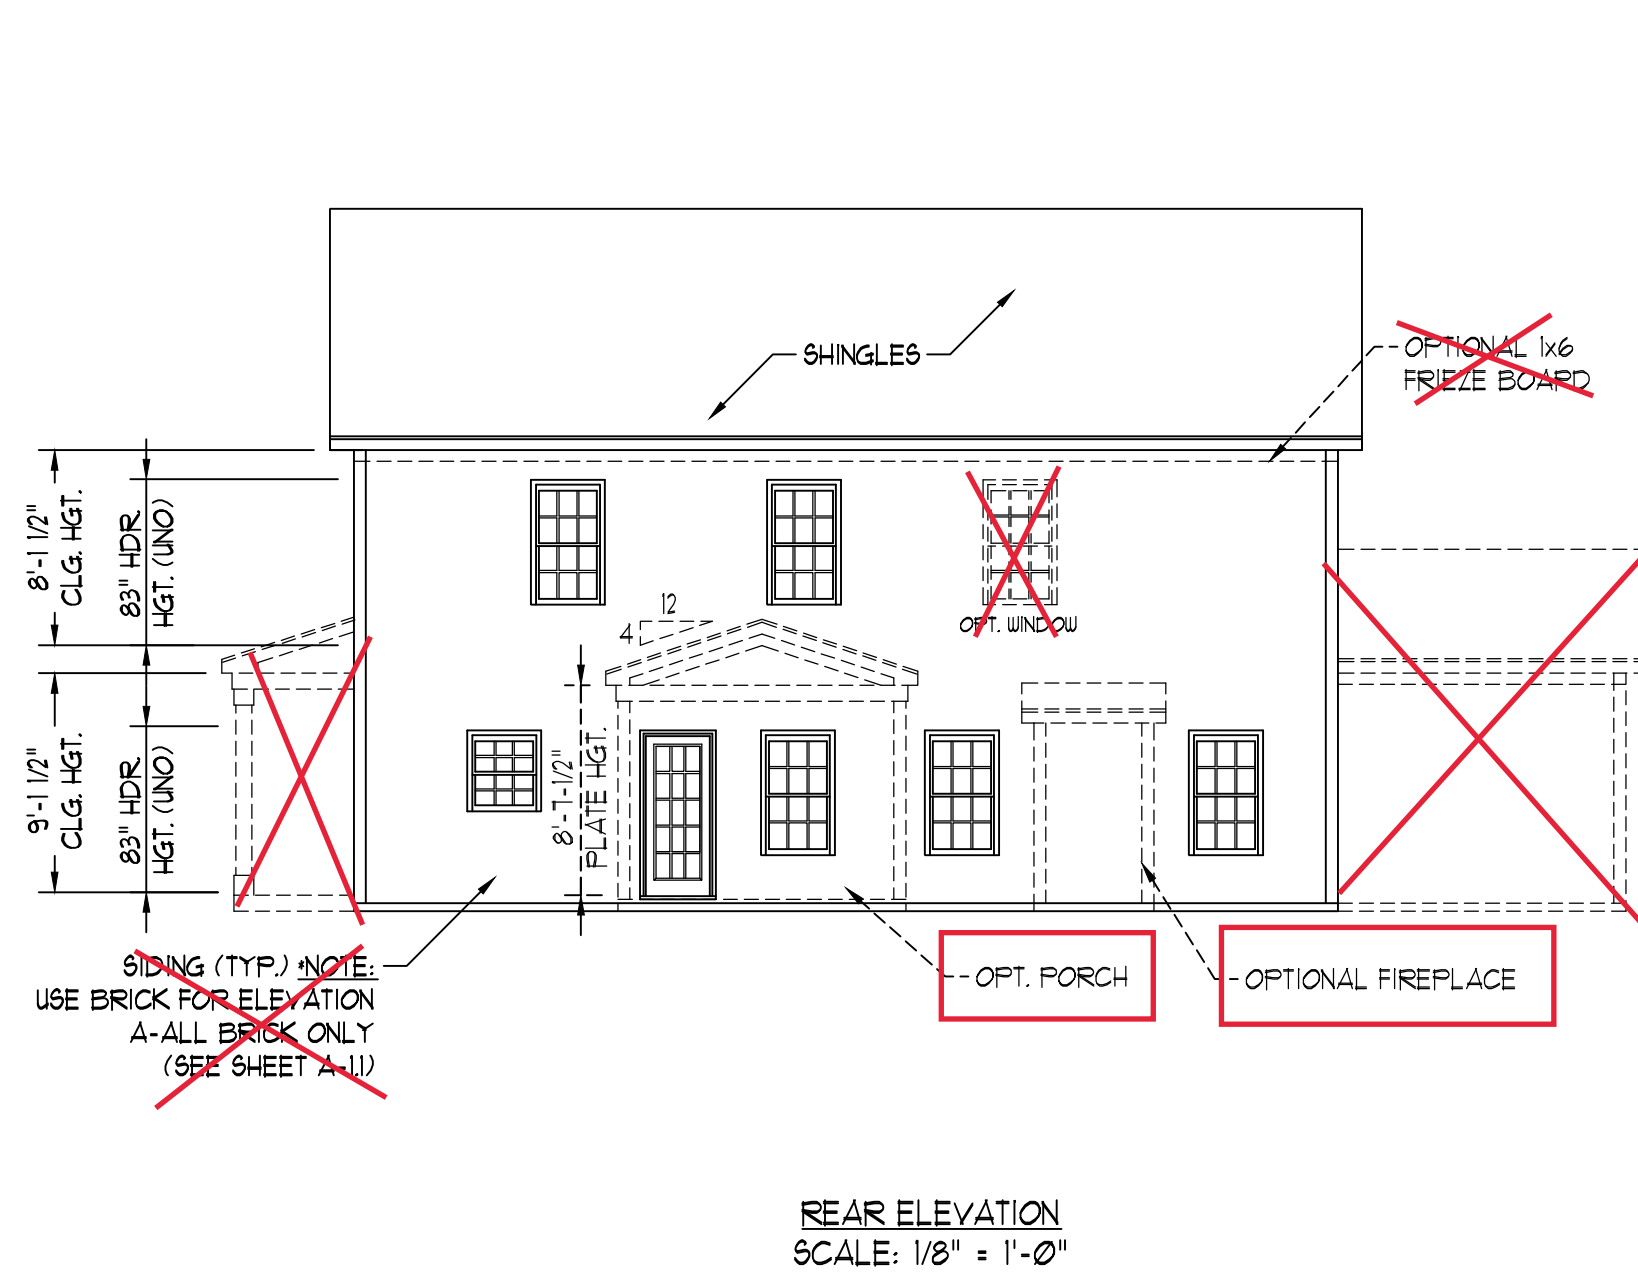 SHINGLES
OPTIONAL 1x6
FRIEZE BOARD
8'-1 1/2"
CLG. HGT.
83" HDR.
HGT. (UNO)
12
4
OPT. WINDOW
9'-1 1/2"
CLG. HGT.
83" HDR.
HGT. (UNO)
8'-7-1/2"
PLATE HGT.
SIDING (TYP.) *NOTE:
USE BRICK FOR ELEVATION
A-ALL BRICK ONLY
(SEE SHEET A-1.1)
OPT. PORCH
OPTIONAL FIREPLACE
REAR ELEVATION
SCALE: 1/8" = 1'-0"